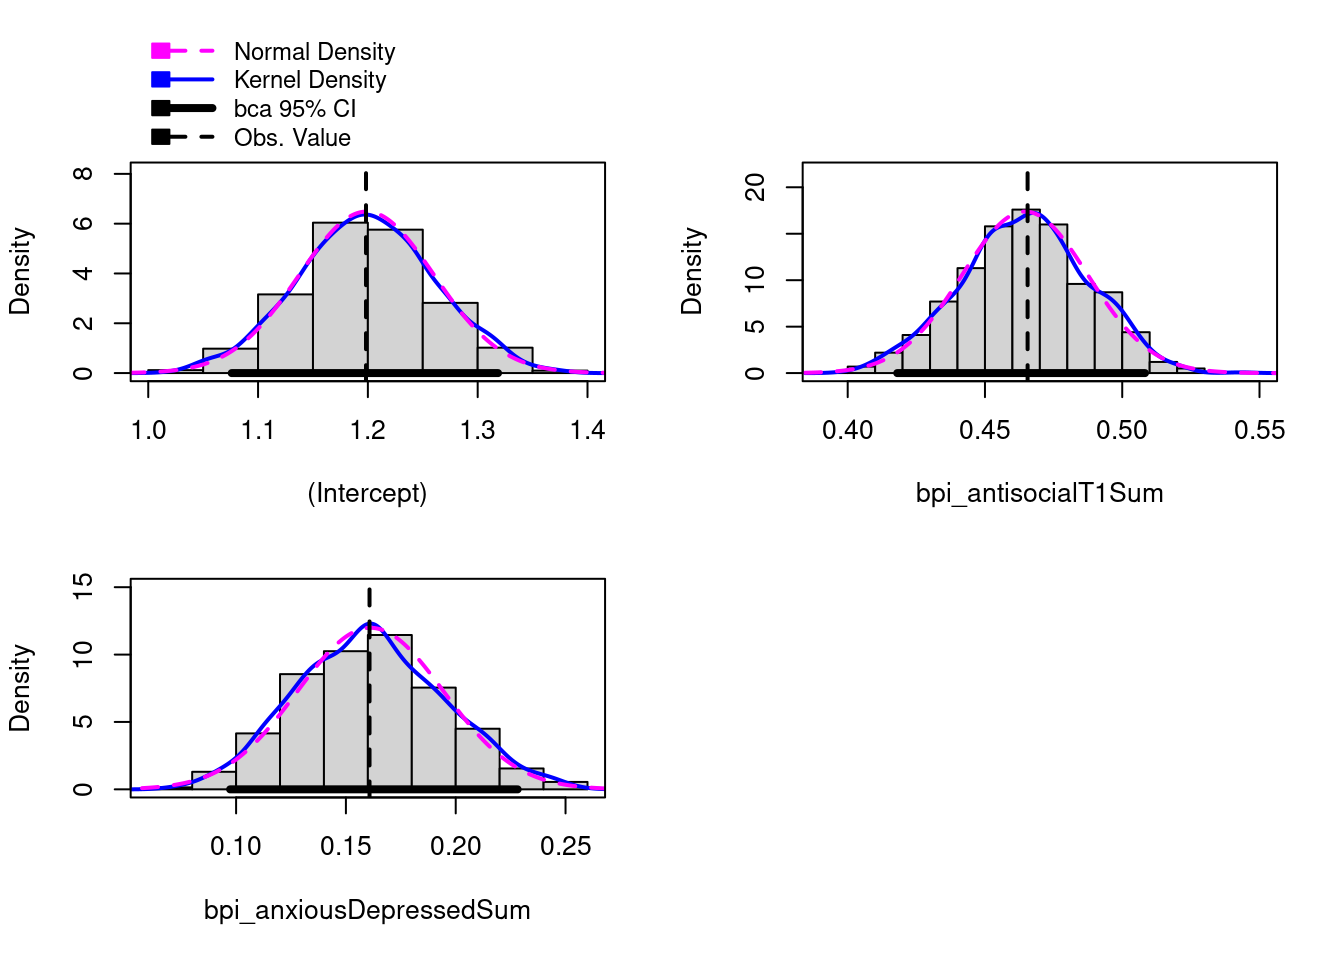 Normal Density
Kernel Density
bca 95% CI
Obs. Value
Density
0 2 4 6 8
1.0 1.1 1.2 1.3 1.4
(Intercept)
Density
0 5 10 20
0.40 0.45 0.50 0.55
bpi_antisocialT1Sum
Density
0 5 10 15
0.10 0.15 0.20 0.25
bpi_anxiousDepressedSum